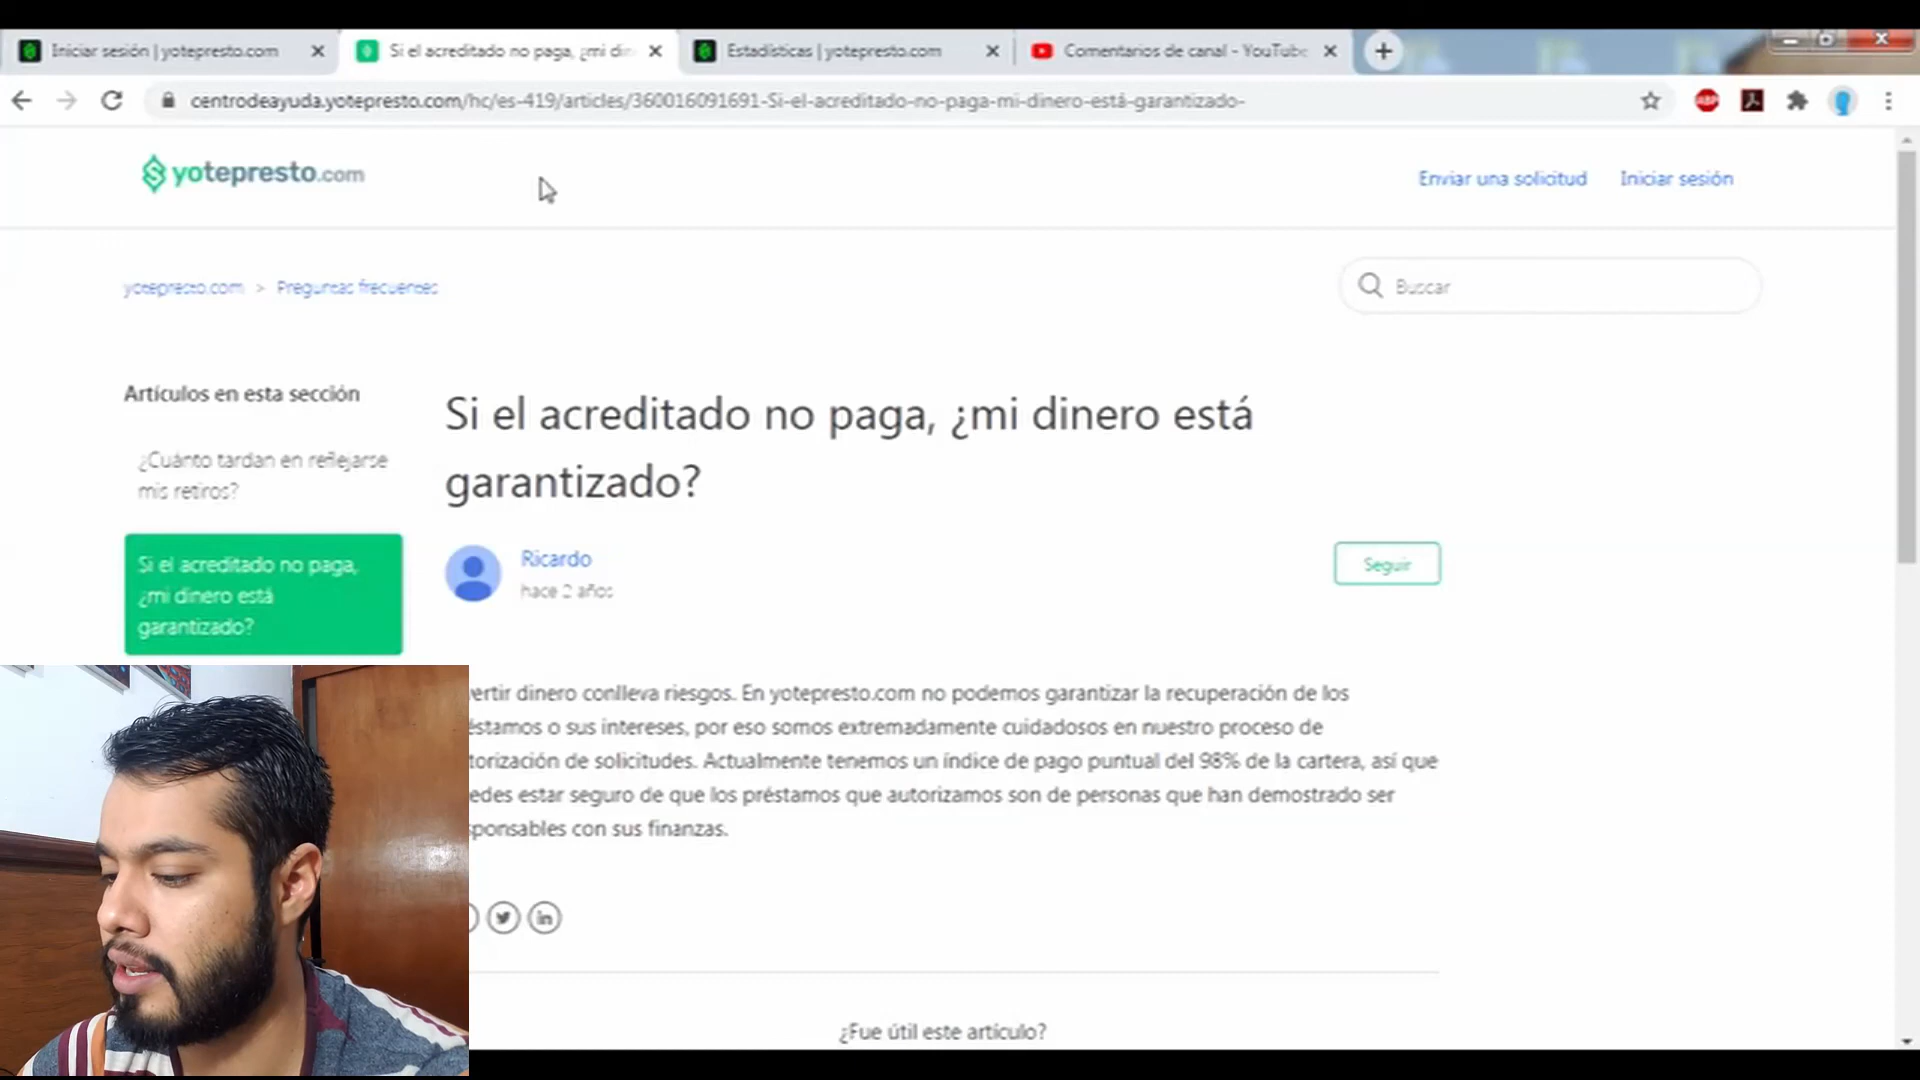 Iniciar sesión | yotepresto.com
Si el acreditado no paga, ¿mi din
Estadísticas | yotepresto.com
Comentarios de canal - YouTube
centrodeayuda.yotepresto.com/hc/es-419/articles/360016091691-Si-el-acreditado-no-paga-mi-dinero-está-garantizado-
ABP
yotepresto.com
Enviar una solicitud
Iniciar sesión
yotepresto.com > Preguntas frecuentes
Buscar
Artículos en esta sección
¿Cuánto tardan en reflejarse
mis retiros?
Si el acreditado no paga,
¿mi dinero está
garantizado?
Si el acreditado no paga, ¿mi dinero está
garantizado?
Ricardo
hace 2 años
Seguir
vertir dinero conlleva riesgos. En yotepresto.com no podemos garantizar la recuperación de los
éstamos o sus intereses, por eso somos extremadamente cuidadosos en nuestro proceso de
torización de solicitudes. Actualmente tenemos un índice de pago puntual del 98% de la cartera, así que
edes estar seguro de que los préstamos que autorizamos son de personas que han demostrado ser
sponsables con sus finanzas.
in
¿Fue útil este artículo?